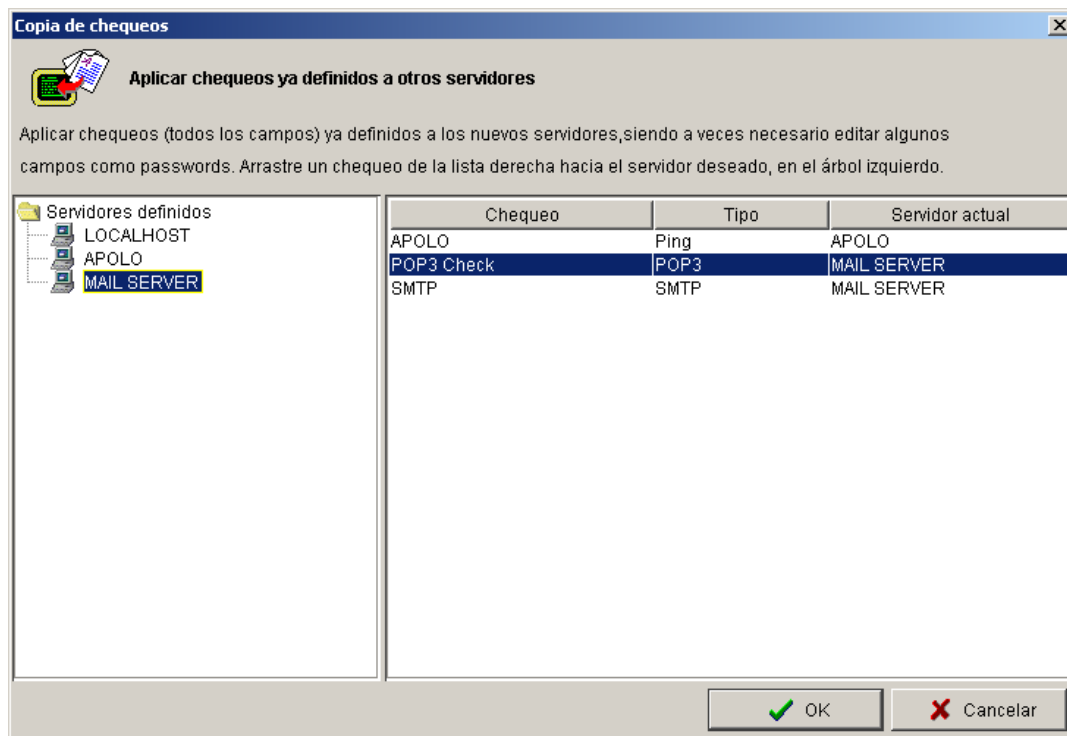 Copia de chequeos
Aplicar chequeos ya definidos a otros servidores
Aplicar chequeos (todos los campos) ya definidos a los nuevos servidores,siendo a veces necesario editar algunos
campos como passwords. Arrastre un chequeo de la lista derecha hacia el servidor deseado, en el árbol izquierdo.
Servidores definidos
LOCALHOST
APOLO
MAIL SERVER
Chequeo Tipo Servidor actual
APOLO Ping APOLO
POP3 Check POP3 MAIL SERVER
SMTP SMTP MAIL SERVER
OK Cancelar